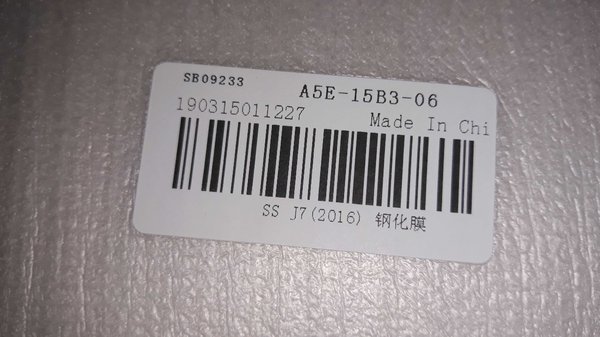 SB09233 A5E-15B3-06
190315011227 Made In Chi
SS J7(2016) 钢化膜